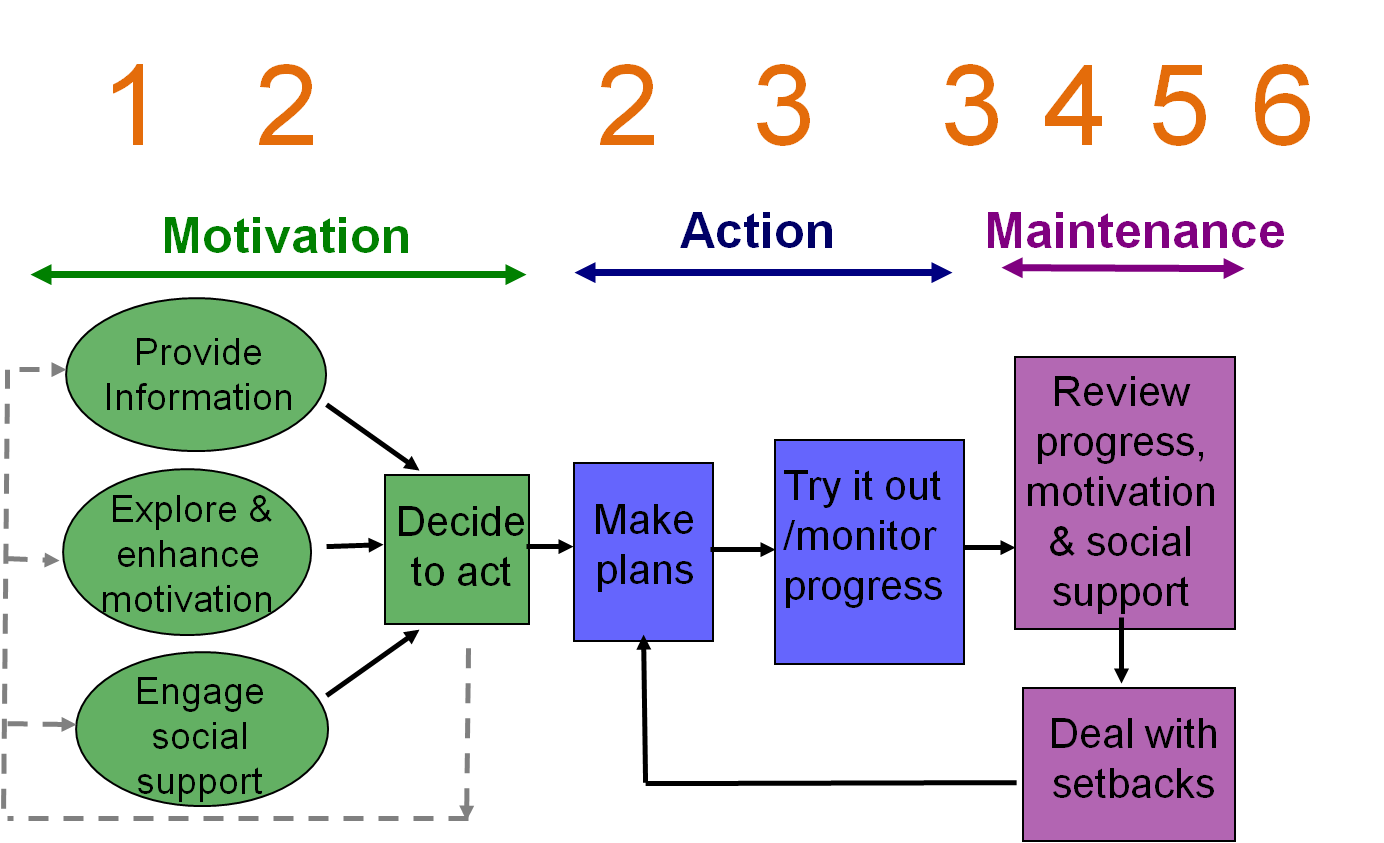 1 2 2 3 3 4 5 6
Motivation Action Maintenance
Provide
Information
Explore &
enhance
motivation
Engage
social
support
Decide
to act
Make
plans
Try it out
/monitor
progress
Review
progress,
motivation
& social
support
Deal with
setbacks